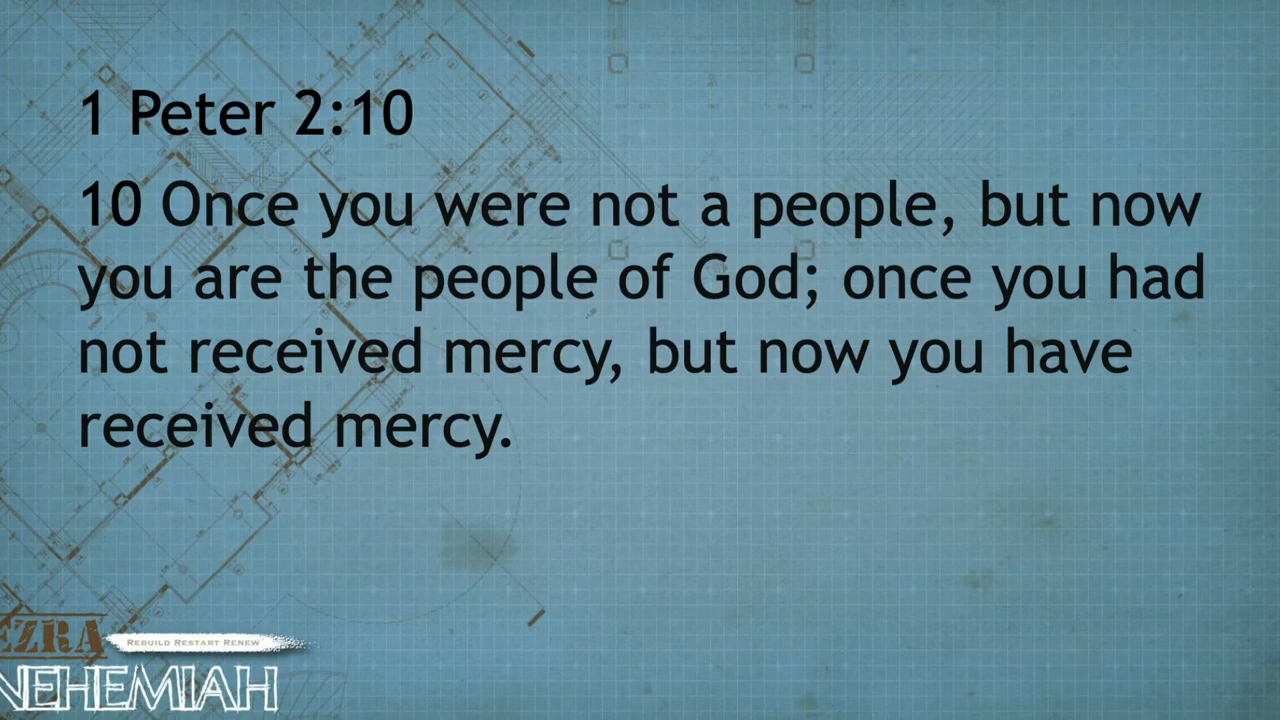 1 Peter 2:10
10 Once you were not a people, but now
you are the people of God; once you had
not received mercy, but now you have
received mercy.
EZRA
REBUILD RESTART RENEW
NEHEMIAH